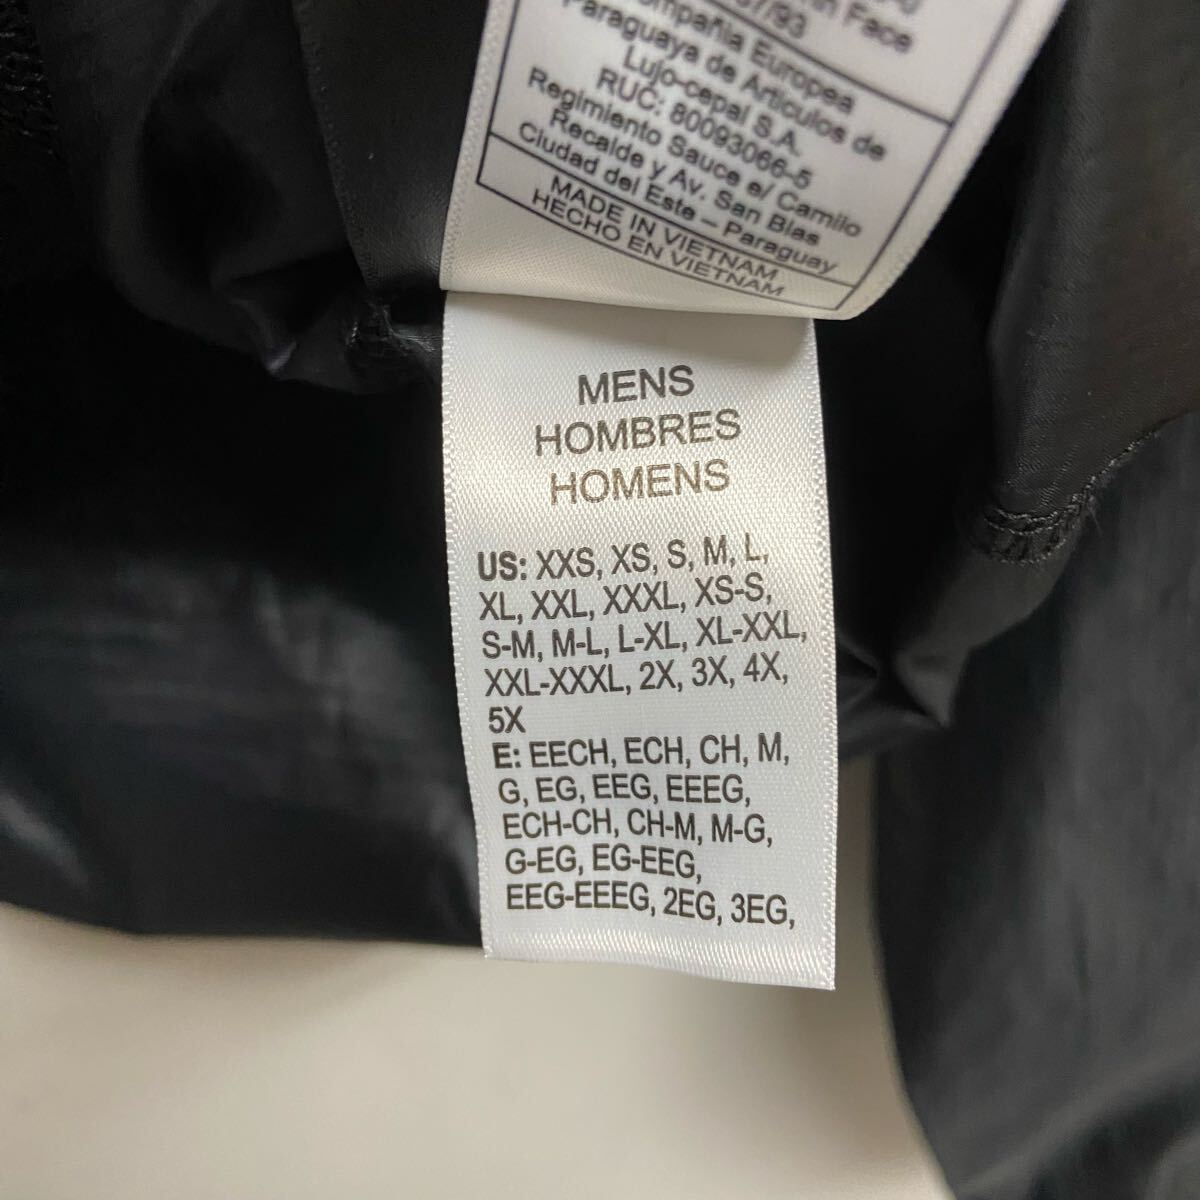 Face
/93
Compañia Europea
Paraguaya de Articulos de
Lujo-cepal S.A.
RUC: 80093066-5
Regimiento Sauce e/ Camilo
Recalde y Av. San Blas
Ciudad del Este – Paraguay
MADE IN VIETNAM
HECHO EN VIETNAM
MENS
HOMBRES
HOMENS
US: XXS, XS, S, M, L,
XL, XXL, XXXL, XS-S,
S-M, M-L, L-XL, XL-XXL,
XXL-XXXL, 2X, 3X, 4X,
5X
E: EECH, ECH, CH, M,
G, EG, EEG, EEEG,
ECH-CH, CH-M, M-G,
G-EG, EG-EEG,
EEG-EEEG, 2EG, 3EG,